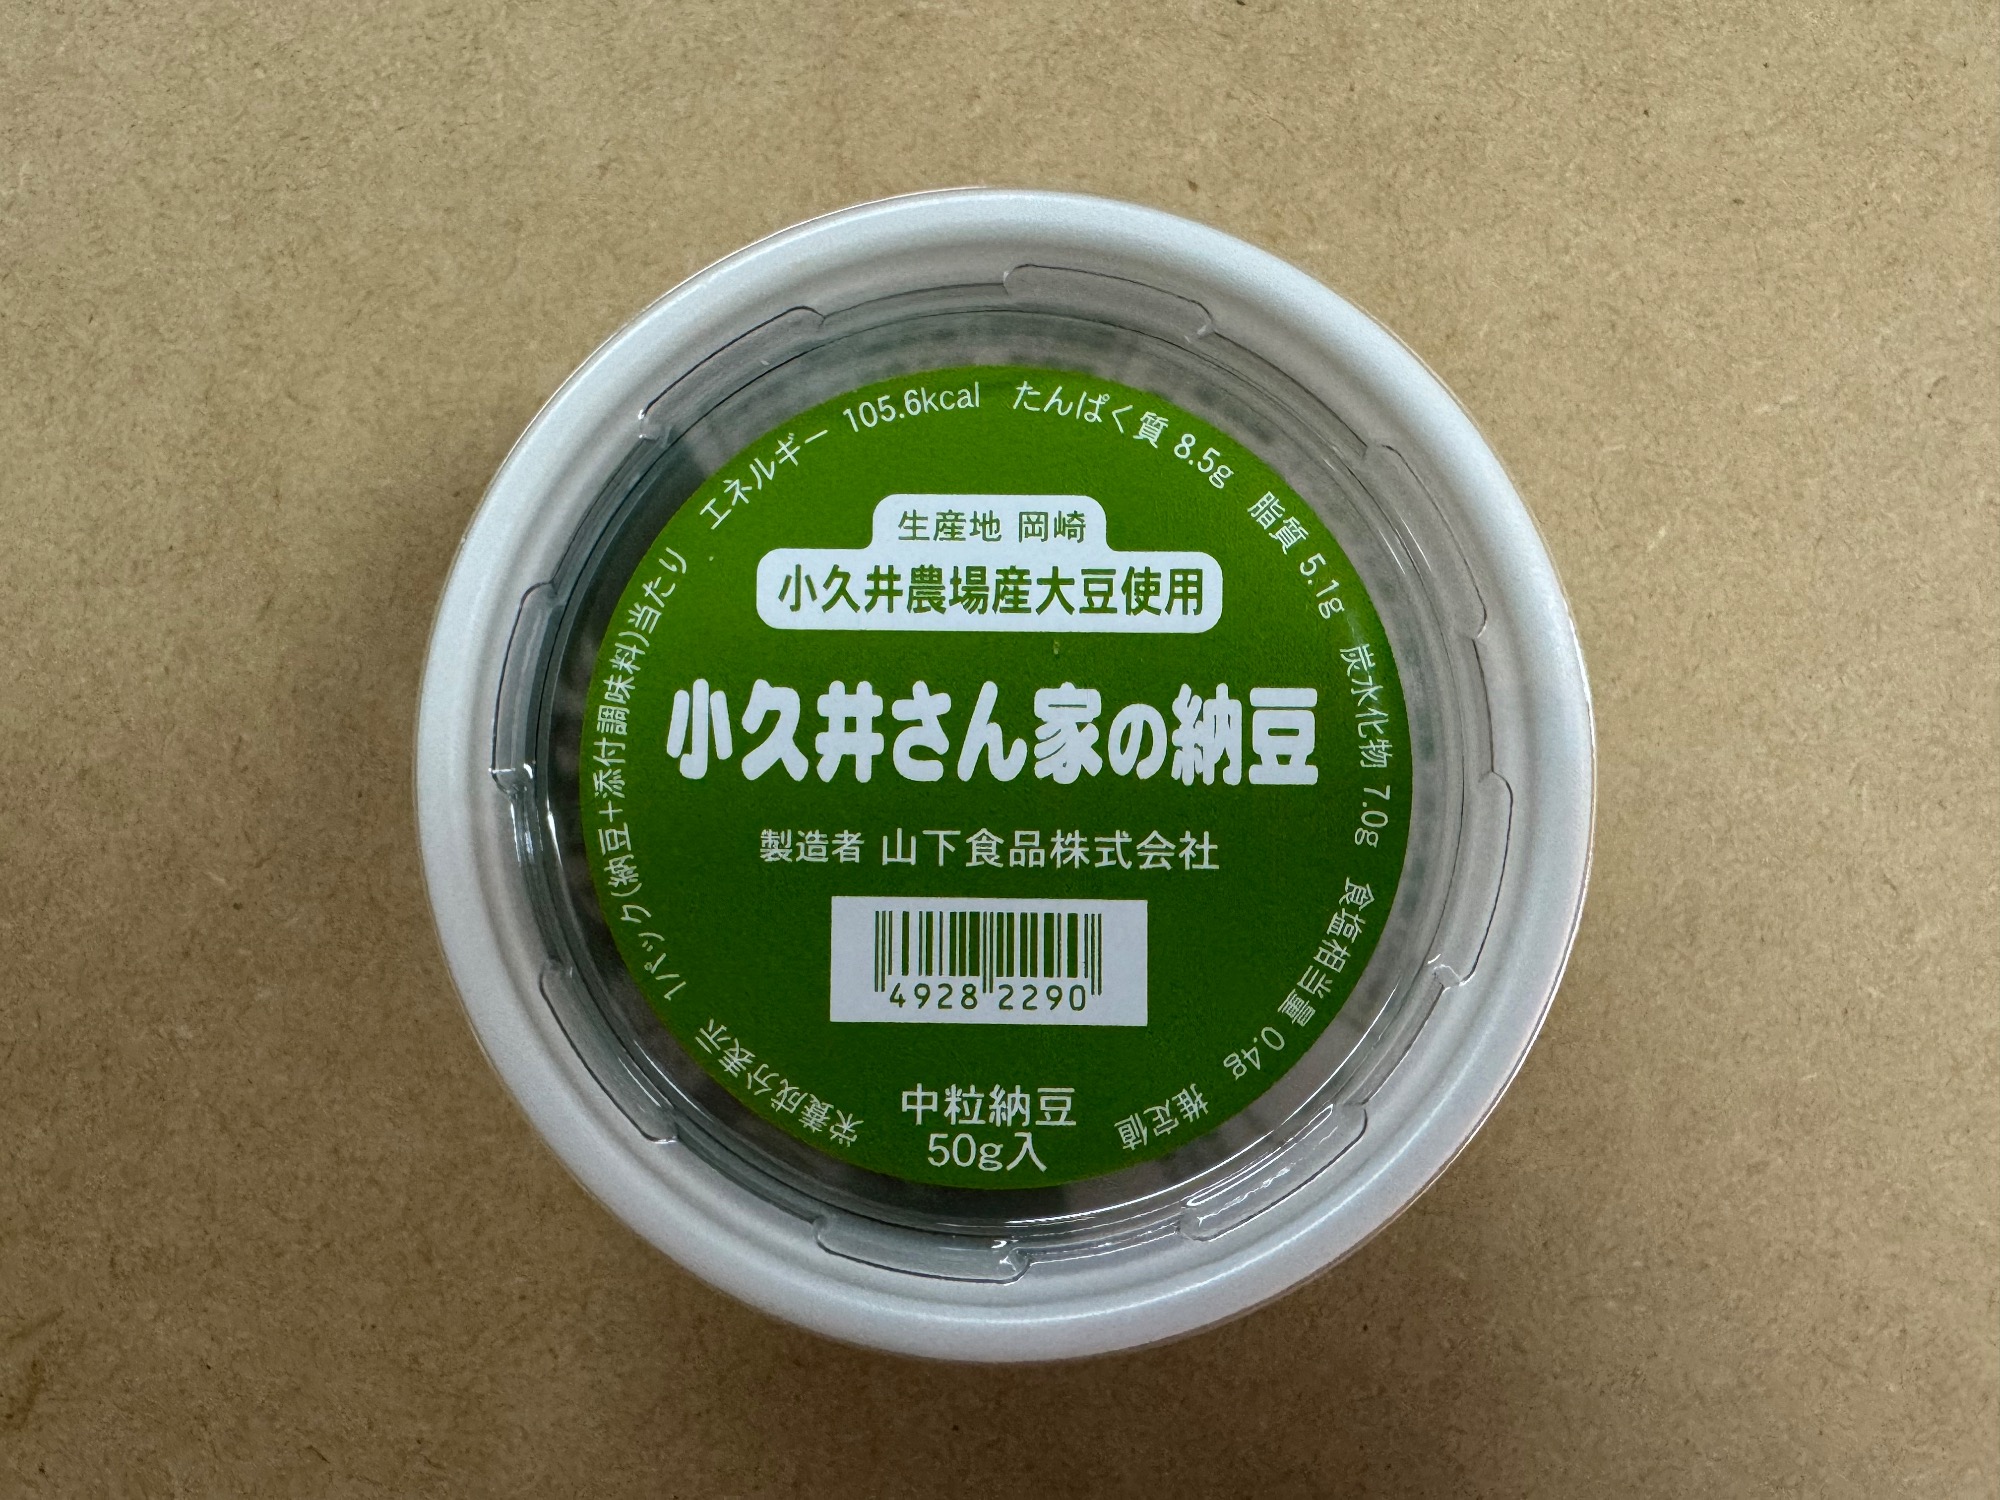 生産地 岡崎
小久井農場産大豆使用
小久井さん家の納豆
製造者 山下食品株式会社
4928 2290
中粒納豆
50g入
栄養成分表示 1パック(納豆+添付調味料)当たり エネルギー 105.6kcal たんぱく質 8.5g 脂質 5.1g 炭水化物 7.0g 食塩相当量 0.4g 推定値